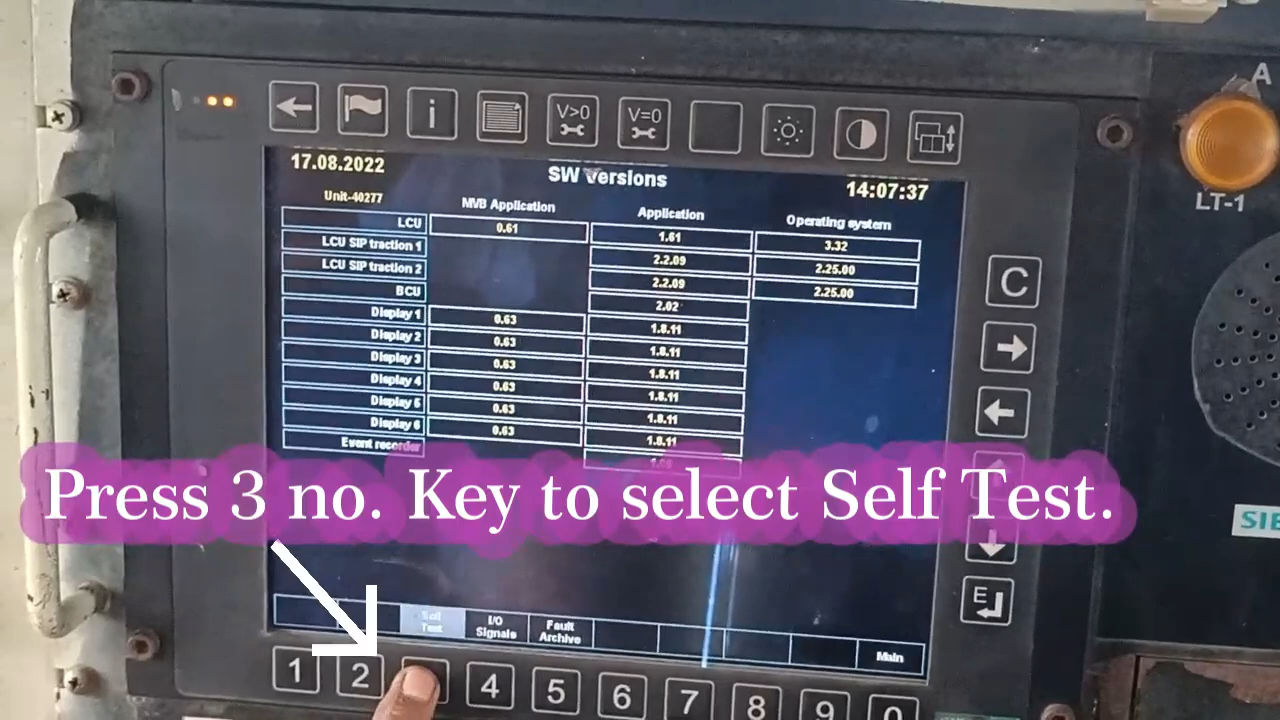 V>0
V=0
A
17.08.2022
SW versions
14:07:37
LT-1
Unit-40277
MVB Application
Application
Operating system
LCU 0.61 1.61 3.32
LCU SIP traction 1 2.2.09 2.25.00
LCU SIP traction 2 2.2.09 2.25.00
BCU 2.02
Display 1 0.63 1.8.11
Display 2 0.63 1.8.11
Display 3 0.63 1.8.11
Display 4 0.63 1.8.11
Display 5 0.63 1.8.11
Display 6 0.63 1.8.11
Event recorder
C
Press 3 no. Key to select Self Test.
SIE
E
Self
Test
I/O
Signals
Fault
Archive
Main
1 2 4 5 6 7 8 9 0